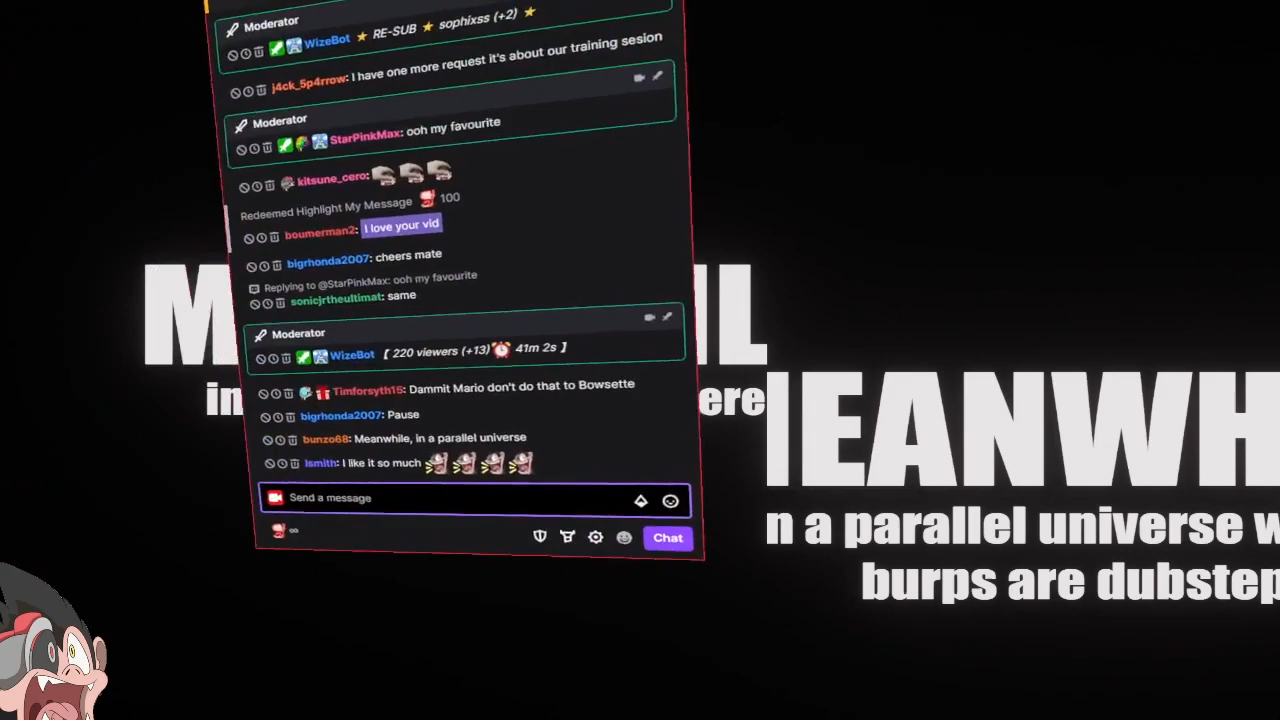 Moderator
WizeBot ⭐ RE-SUB ⭐ sophixss (+2) ⭐
j4ck_5p4rrow: I have one more request it's about our training sesion
Moderator
StarPinkMax: ooh my favourite
kitsune_cero:
Redeemed Highlight My Message 100
boumerman2: I love your vid
bigrhonda2007: cheers mate
Replying to @StarPinkMax: ooh my favourite
sonicjrtheultimat: same
Moderator
WizeBot [ 220 viewers (+13)⏰ 41m 2s ]
Timforsyth15: Dammit Mario don't do that to Bowsette
bigrhonda2007: Pause
bunzo68: Meanwhile, in a parallel universe
lsmith: I like it so much
Send a message
∞
Chat
M IL
in ere
IEANWH
n a parallel universe w
burps are dubstep